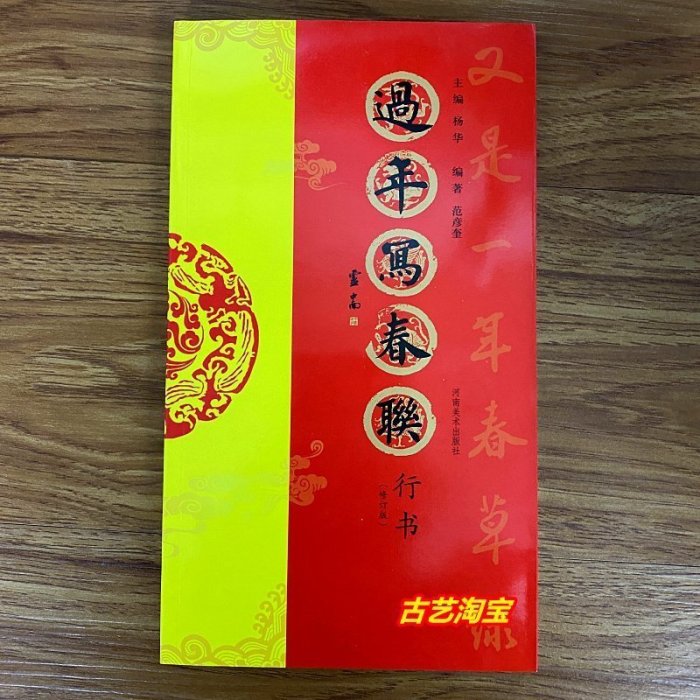 又是一年春草绿
主编 杨华 编著 范彦奎
河南美术出版社
過年寫春聯
行书
（修订版）
古艺淘宝